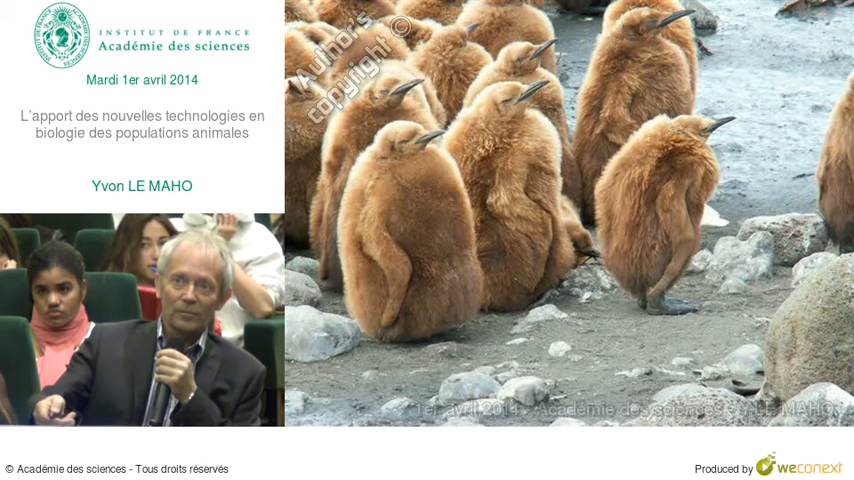 INSTITUT DE FRANCE
Académie des sciences
Mardi 1er avril 2014
L'apport des nouvelles technologies en
biologie des populations animales
Yvon LE MAHO
Author's
copyright ©
1er avril 2014 - Académie des sciences - Y LE MAHO
© Académie des sciences - Tous droits réservés
Produced by weconext